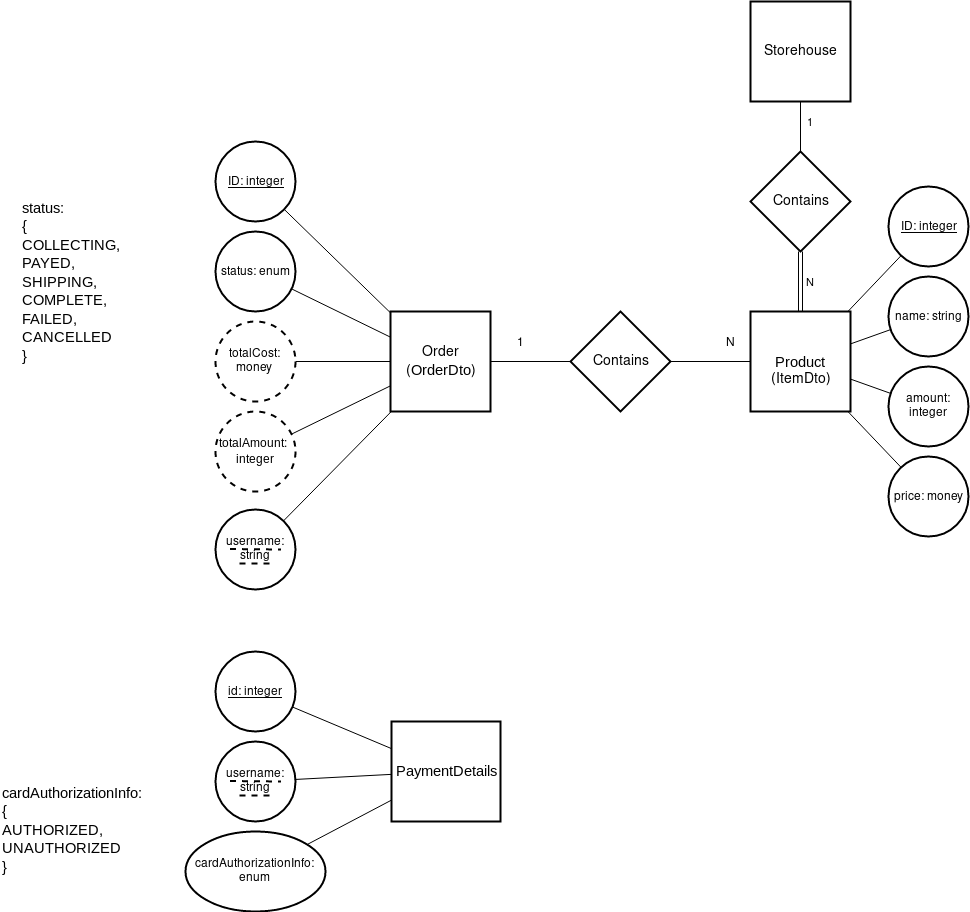 Storehouse
1
Contains
N
ID: integer
status: enum
totalCost:
money
totalAmount:
integer
username:
string
status:
{
COLLECTING,
PAYED,
SHIPPING,
COMPLETE,
FAILED,
CANCELLED
}
Order
(OrderDto)
1
Contains
N
Product
(ItemDto)
ID: integer
name: string
amount:
integer
price: money
id: integer
username:
string
cardAuthorizationInfo:
enum
PaymentDetails
cardAuthorizationInfo:
{
AUTHORIZED,
UNAUTHORIZED
}